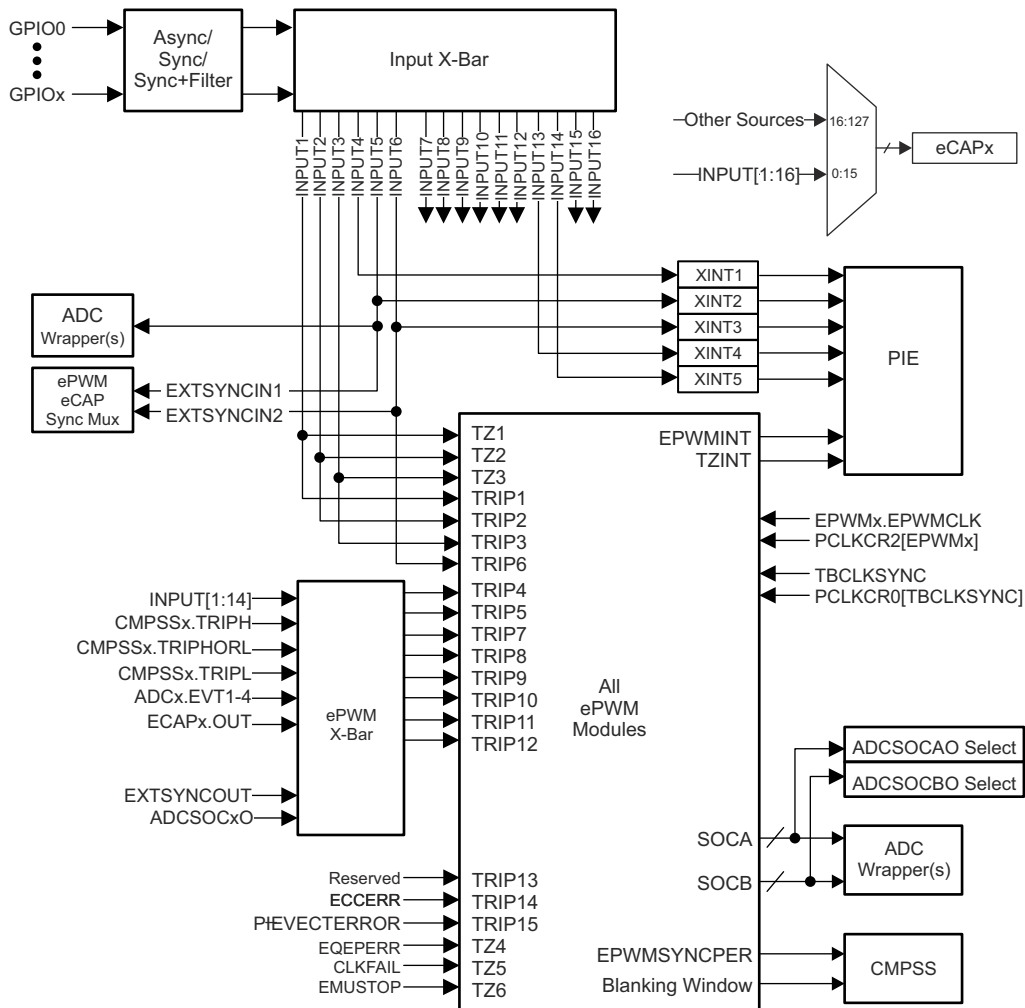 GPIO0
GPIOx
Async/
Sync/
Sync+Filter
Input X-Bar
INPUT1
INPUT2
INPUT3
INPUT4
INPUT5
INPUT6
INPUT7
INPUT8
INPUT9
INPUT10
INPUT11
INPUT12
INPUT13
INPUT14
INPUT15
INPUT16
Other Sources
16:127
INPUT[1:16]
0:15
eCAPx
XINT1
XINT2
XINT3
XINT4
XINT5
PIE
ADC
Wrapper(s)
ePWM
eCAP
Sync Mux
EXTSYNCIN1
EXTSYNCIN2
TZ1
TZ2
TZ3
TRIP1
TRIP2
TRIP3
TRIP6
TRIP4
TRIP5
TRIP7
TRIP8
TRIP9
TRIP10
TRIP11
TRIP12
EPWMINT
TZINT
EPWMx.EPWMCLK
PCLKCR2[EPWMx]
TBCLKSYNC
PCLKCR0[TBCLKSYNC]
INPUT[1:14]
CMPSSx.TRIPH
CMPSSx.TRIPHORL
CMPSSx.TRIPL
ADCx.EVT1-4
ECAPx.OUT
EXTSYNCOUT
ADCSOCxO
ePWM
X-Bar
All
ePWM
Modules
ADCSOCAO Select
ADCSOCBO Select
SOCA
SOCB
ADC
Wrapper(s)
Reserved
ECCERR
PIEVECTERROR
EQEPERR
CLKFAIL
EMUSTOP
TRIP13
TRIP14
TRIP15
TZ4
TZ5
TZ6
EPWMSYNCPER
Blanking Window
CMPSS